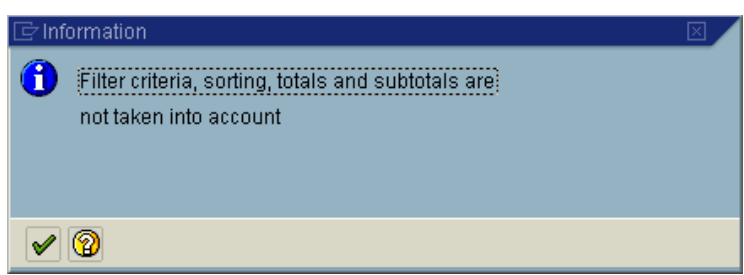 Information
Filter criteria, sorting, totals and subtotals are
not taken into account